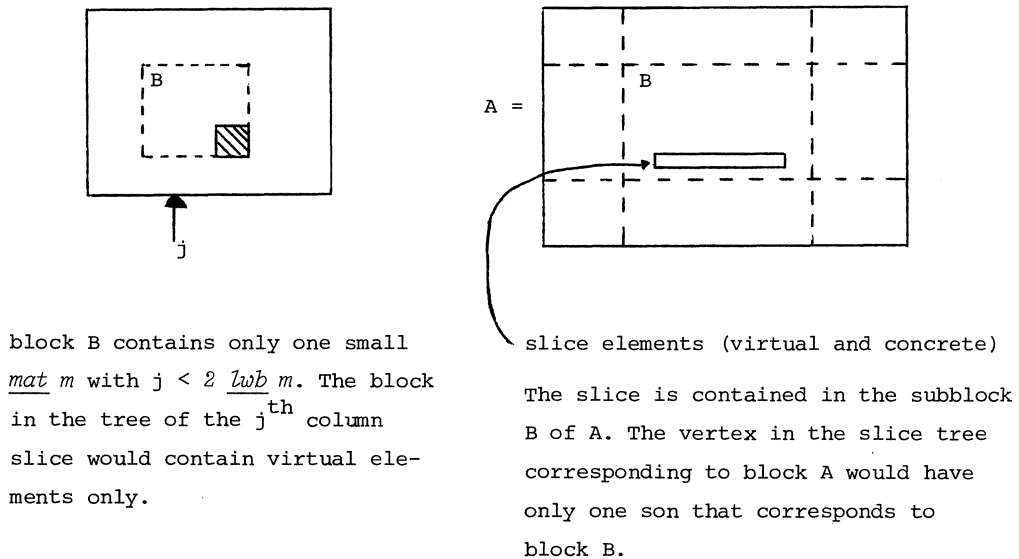 B
j
A =
B
block B contains only one small
mat m with j < 2 lwb m. The block
in the tree of the jth column
slice would contain virtual ele-
ments only.
slice elements (virtual and concrete)
The slice is contained in the subblock
B of A. The vertex in the slice tree
corresponding to block A would have
only one son that corresponds to
block B.